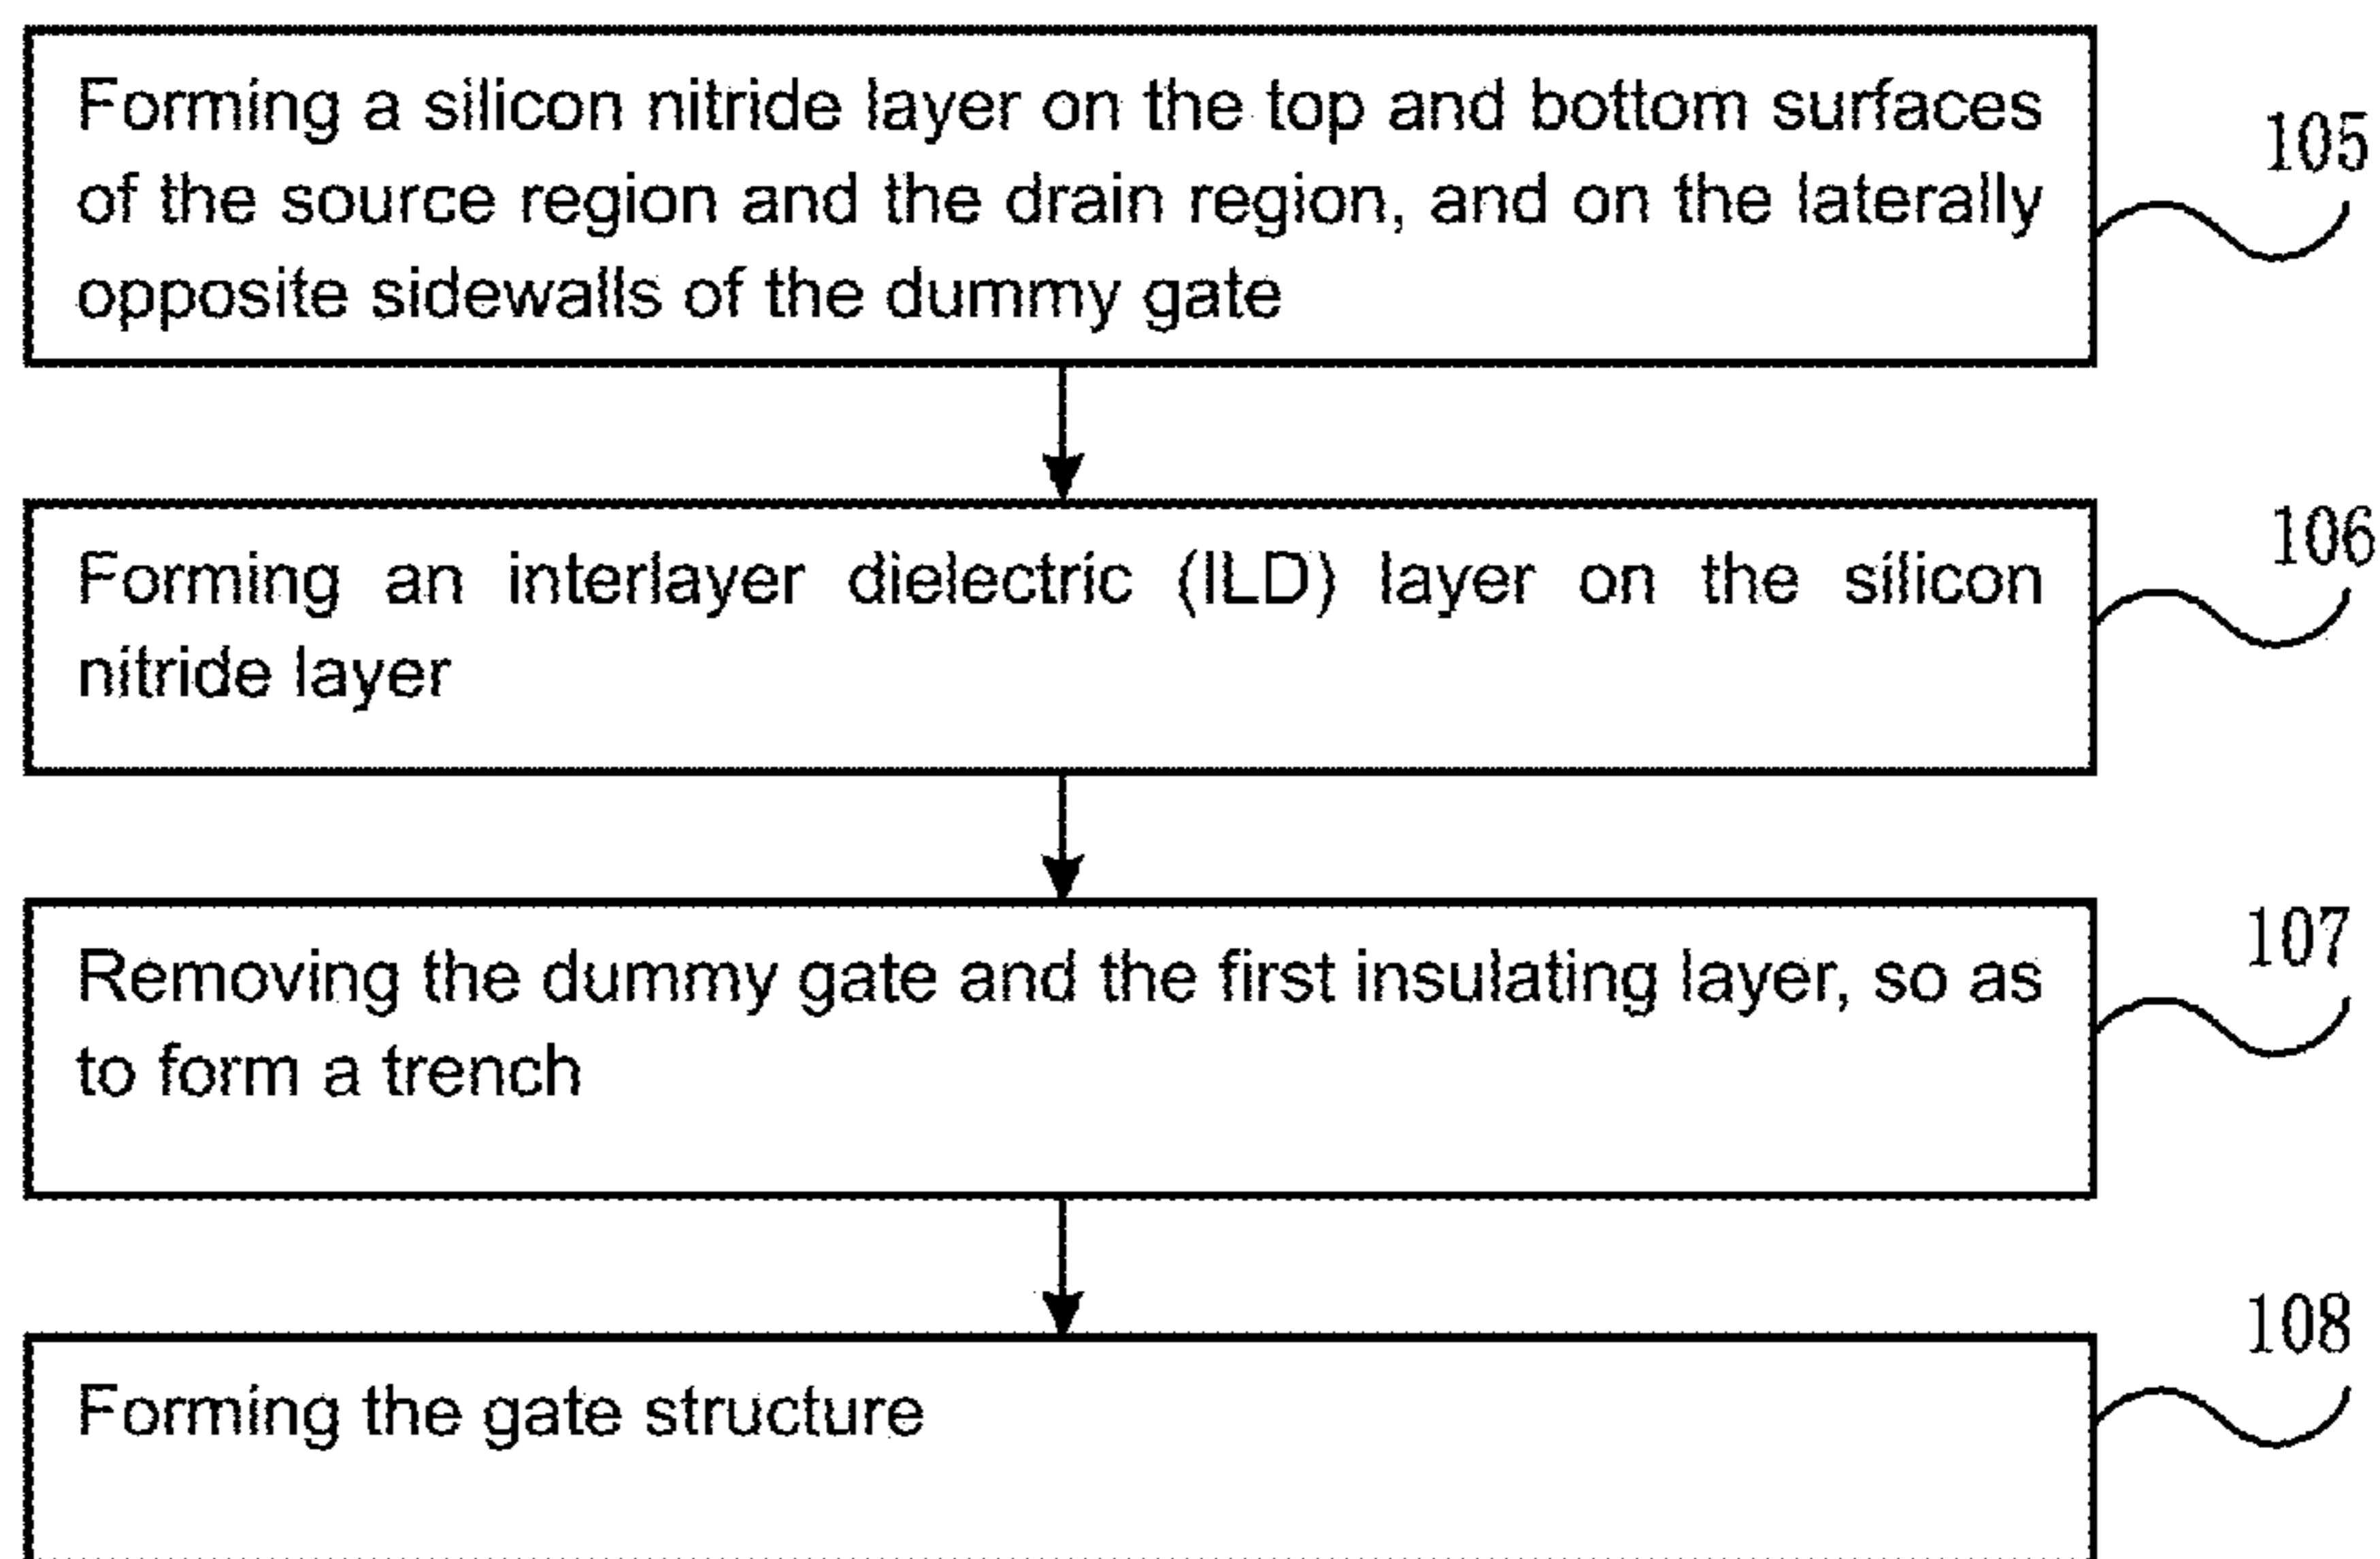 Forming a silicon nitride layer on the top and bottom surfaces
of the source region and the drain region, and on the laterally
opposite sidewalls of the dummy gate
105
Forming an interlayer dielectric (ILD) layer on the silicon
nitride layer
106
Removing the dummy gate and the first insulating layer, so as
to form a trench
107
Forming the gate structure
108